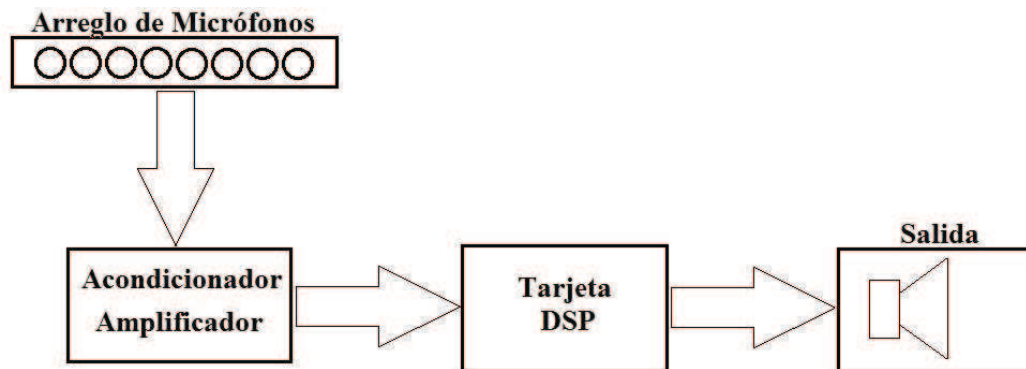 Arreglo de Micrófonos
Acondicionador
Amplificador
Tarjeta
DSP
Salida